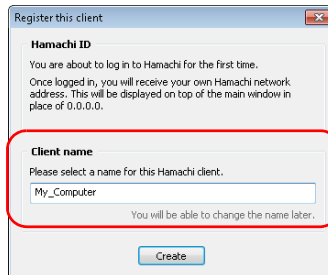 Register this client
Hamachi ID
You are about to log in to Hamachi for the first time.
Once logged in, you will receive your own Hamachi network
address. This will be displayed on top of the main window in
place of 0.0.0.0.
Client name
Please select a name for this Hamachi client.
My_Computer
You will be able to change the name later.
Create